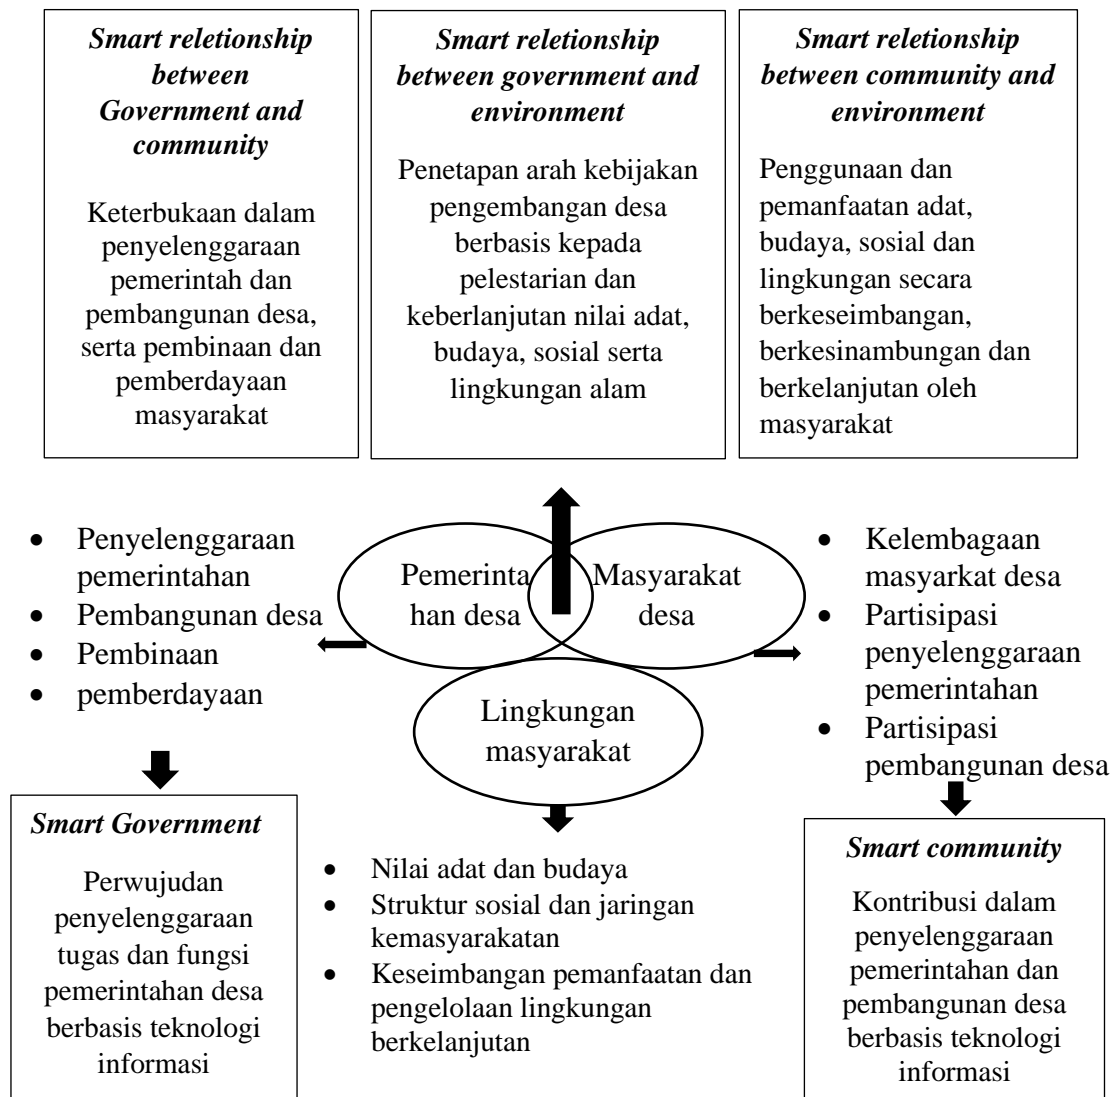 Smart reletionship
between
Government and
community
Keterbukaan dalam
penyelenggaraan
pemerintah dan
pembangunan desa,
serta pembinaan dan
pemberdayaan
masyarakat
Smart reletionship
between government and
environment
Penetapan arah kebijakan
pengembangan desa
berbasis kepada
pelestarian dan
keberlanjutan nilai adat,
budaya, sosial serta
lingkungan alam
Smart reletionship
between community and
environment
Penggunaan dan
pemanfaatan adat,
budaya, sosial dan
lingkungan secara
berkeseimbangan,
berkesinambungan dan
berkelanjutan oleh
masyarakat
• Penyelenggaraan
pemerintahan
• Pembangunan desa
• Pembinaan
• pemberdayaan
Pemerinta
han desa
Masyarakat
desa
Lingkungan
masyarakat
• Kelembagaan
masyarkat desa
• Partisipasi
penyelenggaraan
pemerintahan
• Partisipasi
pembangunan desa
Smart Government
Perwujudan
penyelenggaraan
tugas dan fungsi
pemerintahan desa
berbasis teknologi
informasi
• Nilai adat dan budaya
• Struktur sosial dan jaringan
kemasyarakatan
• Keseimbangan pemanfaatan dan
pengelolaan lingkungan
berkelanjutan
Smart community
Kontribusi dalam
penyelenggaraan
pemerintahan dan
pembangunan desa
berbasis teknologi
informasi